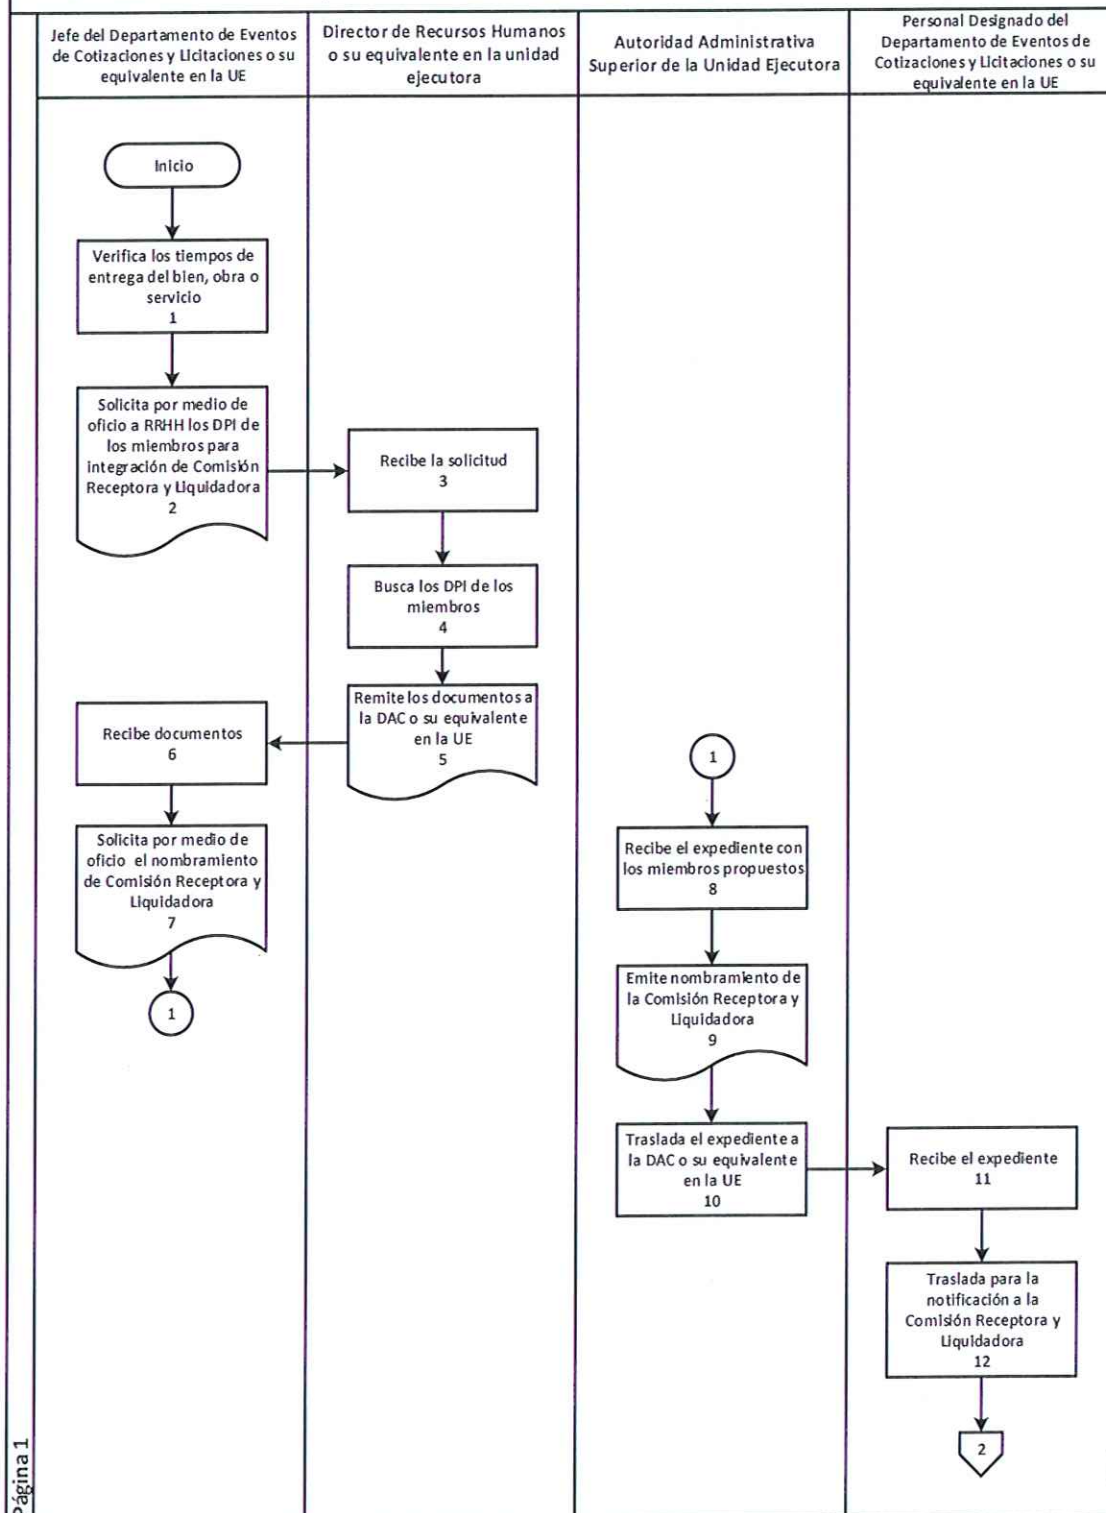 Jefe del Departamento de Eventos
de Cotizaciones y Licitaciones o su
equivalente en la UE
Director de Recursos Humanos
o su equivalente en la unidad
ejecutora
Autoridad Administrativa
Superior de la Unidad Ejecutora
Personal Designado del
Departamento de Eventos de
Cotizaciones y Licitaciones o su
equivalente en la UE
Inicio
Verifica los tiempos de
entrega del bien, obra o
servicio
1
Solicita por medio de
oficio a RRHH los DPI de
los miembros para
integración de Comisión
Receptora y Liquidadora
2
Recibe la solicitud
3
Busca los DPI de los
miembros
4
Remite los documentos a
la DAC o su equivalente
en la UE
5
Recibe documentos
6
Solicita por medio de
oficio el nombramiento
de Comisión Receptora y
Liquidadora
7
1
1
Recibe el expediente con
los miembros propuestos
8
Emite nombramiento de
la Comisión Receptora y
Liquidadora
9
Traslada el expediente a
la DAC o su equivalente
en la UE
10
Recibe el expediente
11
Traslada para la
notificación a la
Comisión Receptora y
Liquidadora
12
2
Página 1